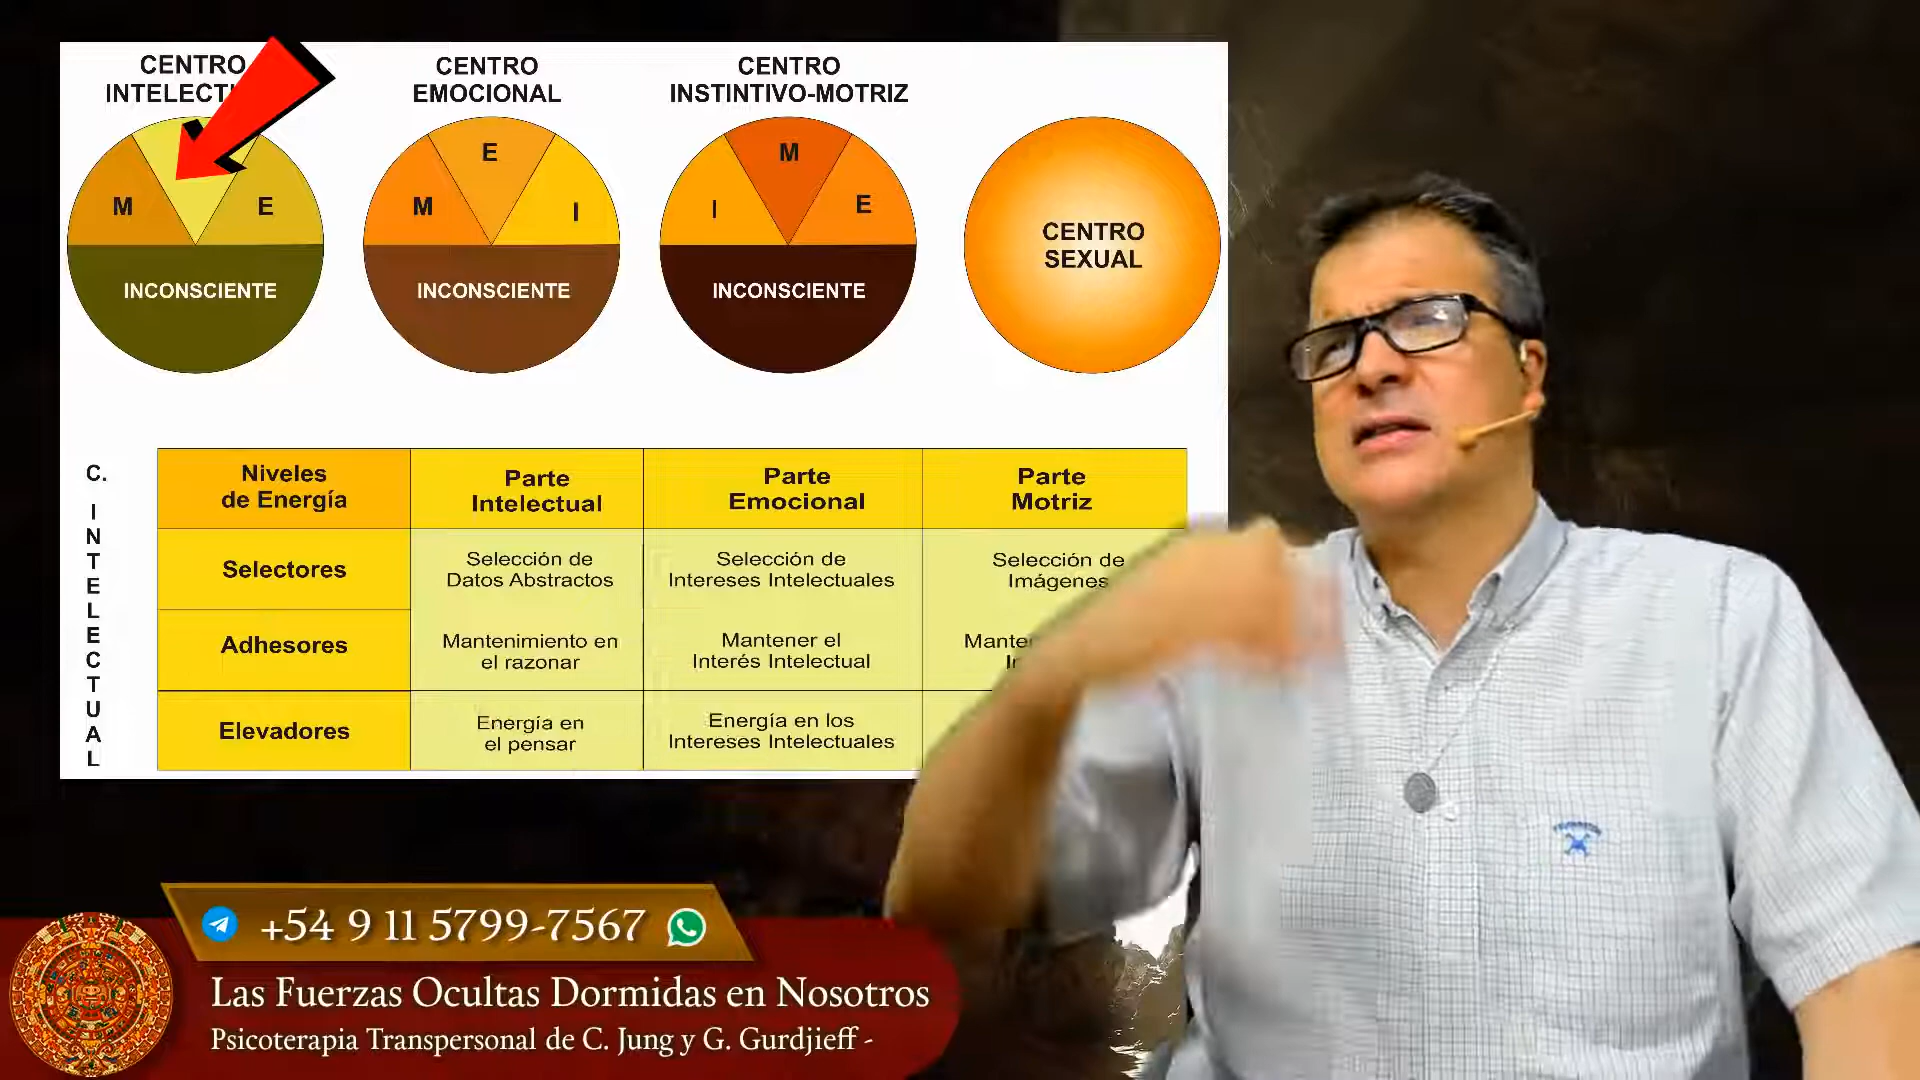 CENTRO
CENTRO
EMOCIONAL
CENTRO
INSTINTIVO-MOTRIZ
M
E
INCONSCIENTE
M
E
I
INCONSCIENTE
I
M
E
INCONSCIENTE
CENTRO
SEXUAL
C.
INTELECTUAL
Niveles
de Energía
Parte
Intelectual
Parte
Emocional
Parte
Motriz
Selectores
Selección de
Datos Abstractos
Selección de
Intereses Intelectuales
Selección de
Imágenes
Adhesores
Mantenimiento en
el razonar
Mantener el
Interés Intelectual
Elevadores
Energía en
el pensar
Energía en los
Intereses Intelectuales
+54 9 11 5799-7567
Las Fuerzas Ocultas Dormidas en Nosotros
Psicoterapia Transpersonal de C. Jung y G. Gurdjieff -